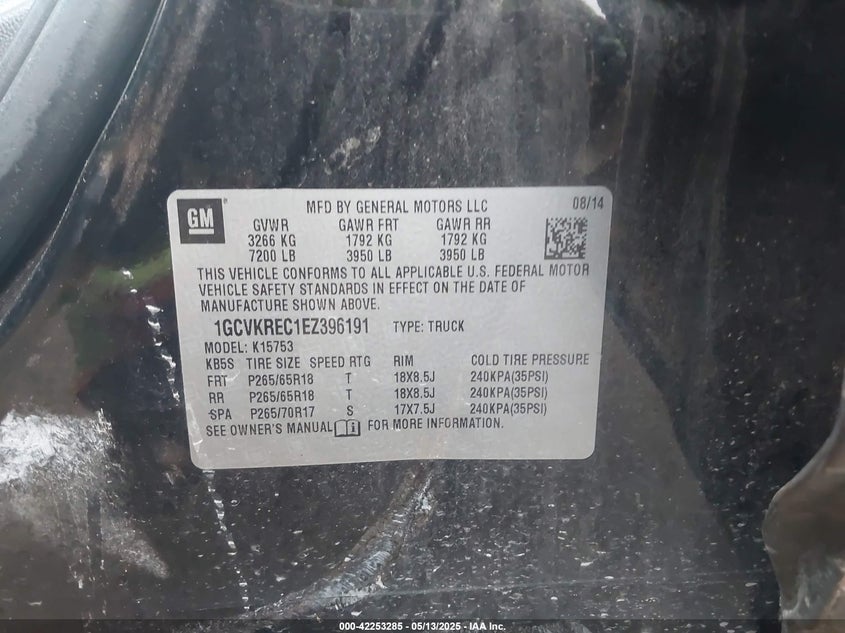 GM
MFD BY GENERAL MOTORS LLC 08/14
GVWR GAWR FRT GAWR RR
3266 KG 1792 KG 1792 KG
7200 LB 3950 LB 3950 LB
THIS VEHICLE CONFORMS TO ALL APPLICABLE U.S. FEDERAL MOTOR
VEHICLE SAFETY STANDARDS IN EFFECT ON THE DATE OF
MANUFACTURE SHOWN ABOVE.
1GCVKREC1EZ396191 TYPE: TRUCK
MODEL: K15753
KB5S TIRE SIZE SPEED RTG RIM COLD TIRE PRESSURE
FRT P265/65R18 T 18X8.5J 240KPA(35PSI)
RR P265/65R18 T 18X8.5J 240KPA(35PSI)
SPA P265/70R17 S 17X7.5J 240KPA(35PSI)
SEE OWNER'S MANUAL FOR MORE INFORMATION.
000-42253285 - 05/13/2025 - IAA Inc.